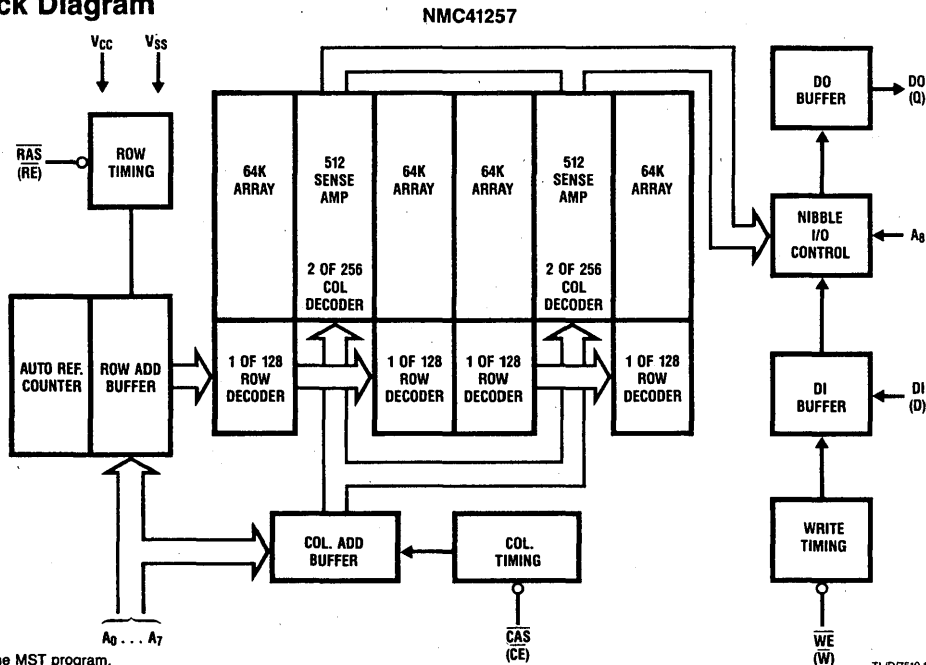 ck Diagram
NMC41257
VCC
VSS
RAS
(RE)
ROW
TIMING
64K
ARRAY
512
SENSE
AMP
64K
ARRAY
64K
ARRAY
512
SENSE
AMP
64K
ARRAY
2 OF 256
COL
DECODER
2 OF 256
COL
DECODER
DO
BUFFER
DO
(Q)
NIBBLE
I/O
CONTROL
A8
AUTO REF.
COUNTER
ROW ADD
BUFFER
1 OF 128
ROW
DECODER
1 OF 128
ROW
DECODER
1 OF 128
ROW
DECODER
1 OF 128
ROW
DECODER
DI
BUFFER
DI
(D)
COL. ADD
BUFFER
COL.
TIMING
WRITE
TIMING
A0 . . . A7
CAS
(CE)
WE
(W)
he MST program.